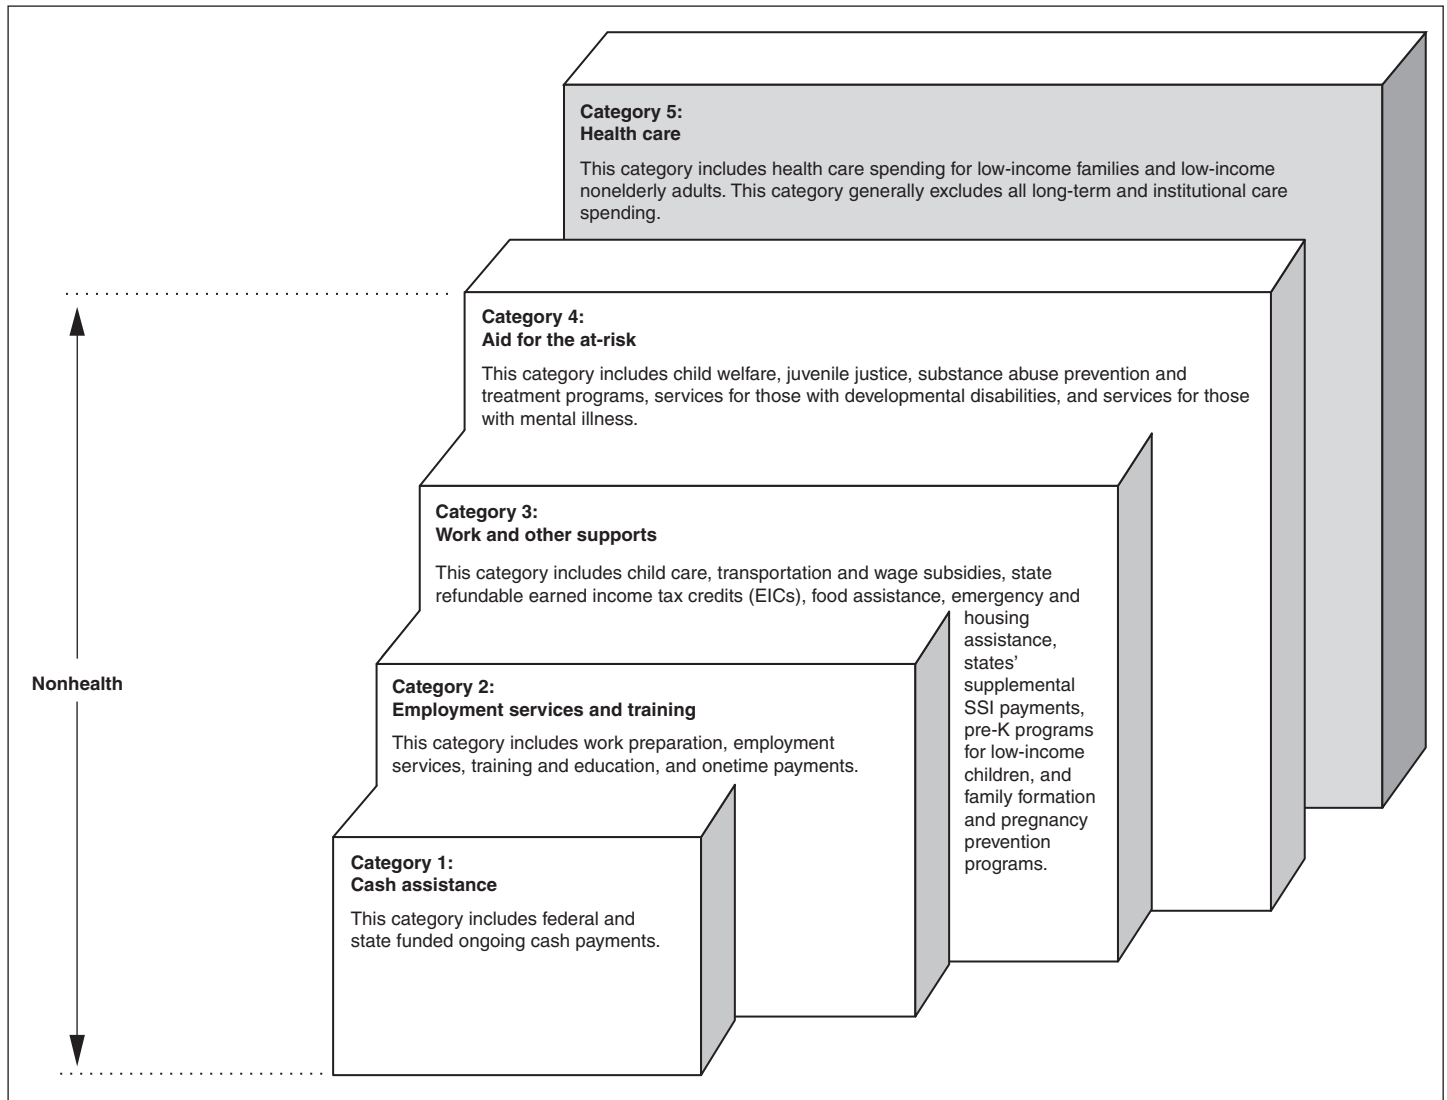 Category 5:
Health care
This category includes health care spending for low-income families and low-income
nonelderly adults. This category generally excludes all long-term and institutional care
spending.
Category 4:
Aid for the at-risk
This category includes child welfare, juvenile justice, substance abuse prevention and
treatment programs, services for those with developmental disabilities, and services for those
with mental illness.
Category 3:
Work and other supports
This category includes child care, transportation and wage subsidies, state
refundable earned income tax credits (EICs), food assistance, emergency and
housing
assistance,
states’
supplemental
SSI payments,
pre-K programs
for low-income
children, and
family formation
and pregnancy
prevention
programs.
Nonhealth
Category 2:
Employment services and training
This category includes work preparation, employment
services, training and education, and onetime payments.
Category 1:
Cash assistance
This category includes federal and
state funded ongoing cash payments.